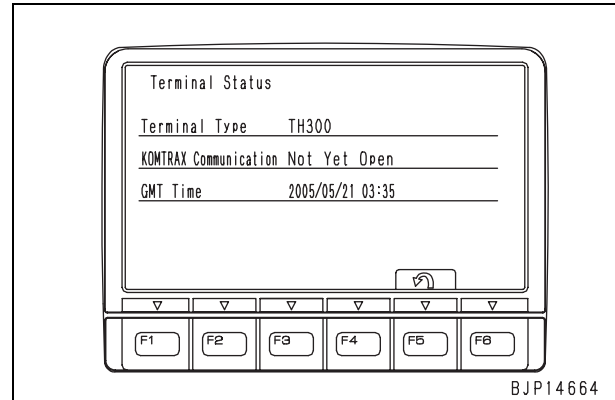 Terminal Status
Terminal Type TH300
KOMTRAX Communication Not Yet Open
GMT Time 2005/05/21 03:35
F1 F2 F3 F4 F5 F6
BJP14664